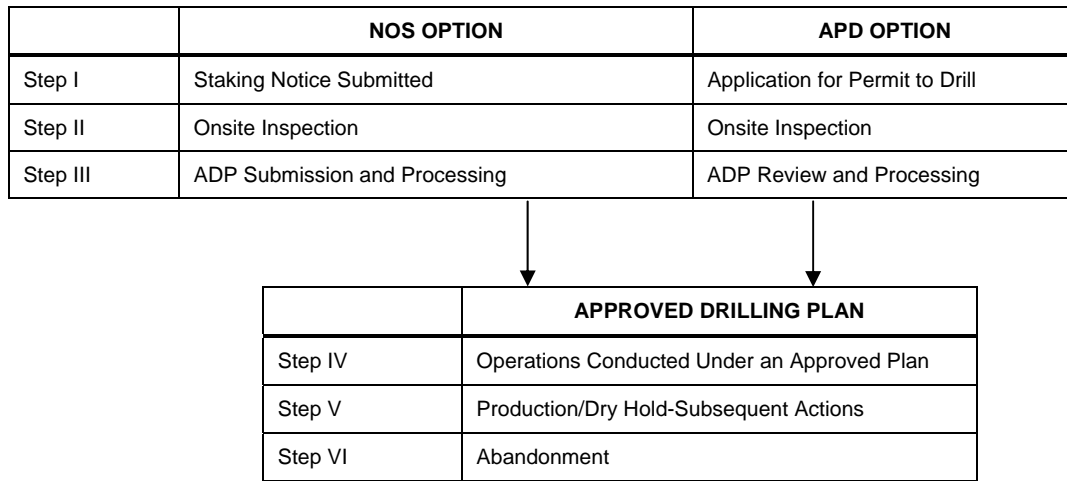 NOS OPTION APD OPTION
Step I Staking Notice Submitted Application for Permit to Drill
Step II Onsite Inspection Onsite Inspection
Step III ADP Submission and Processing ADP Review and Processing
APPROVED DRILLING PLAN
Step IV Operations Conducted Under an Approved Plan
Step V Production/Dry Hold-Subsequent Actions
Step VI Abandonment